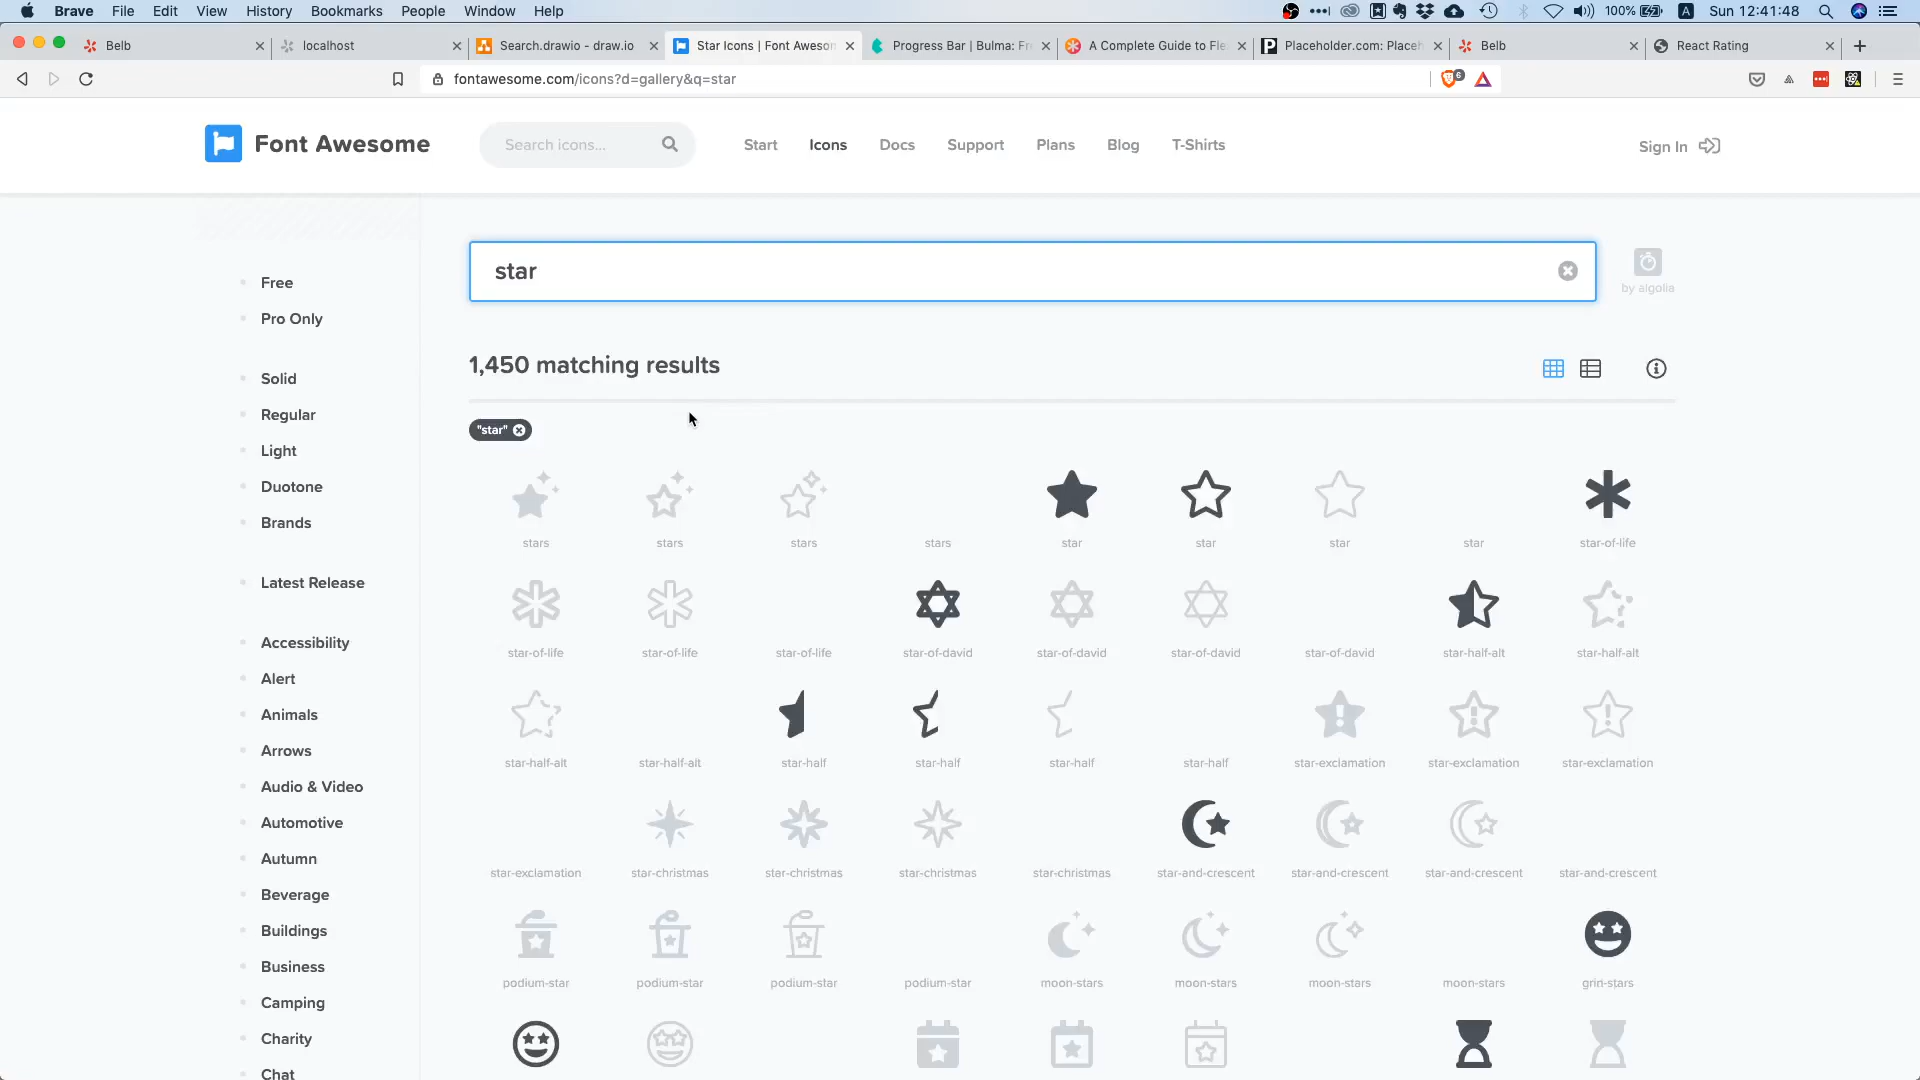 Brave File Edit View History Bookmarks People Window Help
100% A Sun 12:41:48
Belb
localhost
Search.drawio - draw.io
Star Icons | Font Aweso
Progress Bar | Bulma: Fr
A Complete Guide to Fle
Placeholder.com: Placeh
Belb
React Rating
fontawesome.com/icons?d=gallery&q=star
6
Font Awesome
Search icons...
Start Icons Docs Support Plans Blog T-Shirts
Sign In
star
by algolia
Free
Pro Only
Solid
Regular
Light
Duotone
Brands
Latest Release
Accessibility
Alert
Animals
Arrows
Audio & Video
Automotive
Autumn
Beverage
Buildings
Business
Camping
Charity
Chat
1,450 matching results
"star"
stars stars stars stars star star star star star-of-life
star-of-life star-of-life star-of-life star-of-david star-of-david star-of-david star-of-david star-half-alt star-half-alt
star-half-alt star-half-alt star-half star-half star-half star-half star-exclamation star-exclamation star-exclamation
star-exclamation star-christmas star-christmas star-christmas star-christmas star-and-crescent star-and-crescent star-and-crescent star-and-crescent
podium-star podium-star podium-star podium-star moon-stars moon-stars moon-stars moon-stars grin-stars